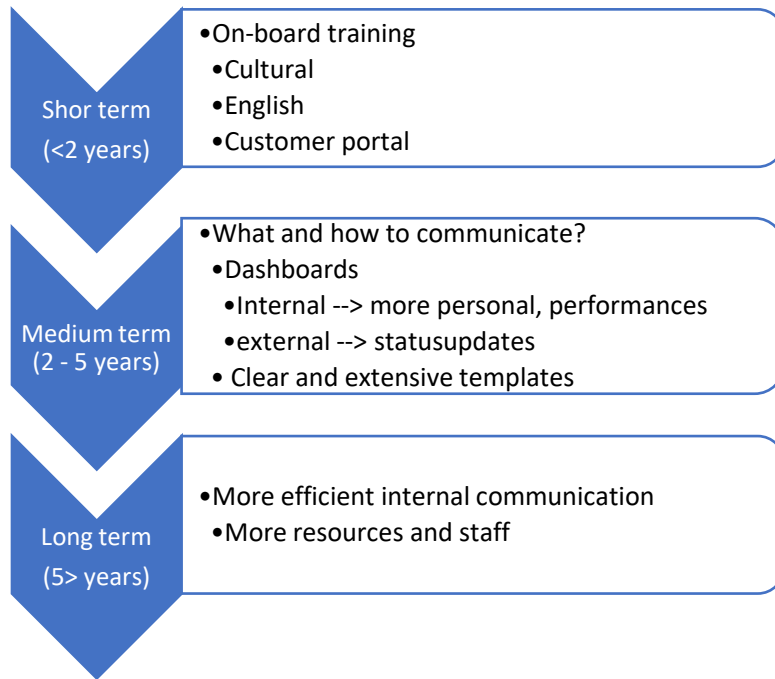 Shor term
(<2 years)
•On-board training
•Cultural
•English
•Customer portal
Medium term
(2 - 5 years)
•What and how to communicate?
•Dashboards
•Internal --> more personal, performances
•external --> statusupdates
• Clear and extensive templates
Long term
(5> years)
•More efficient internal communication
•More resources and staff